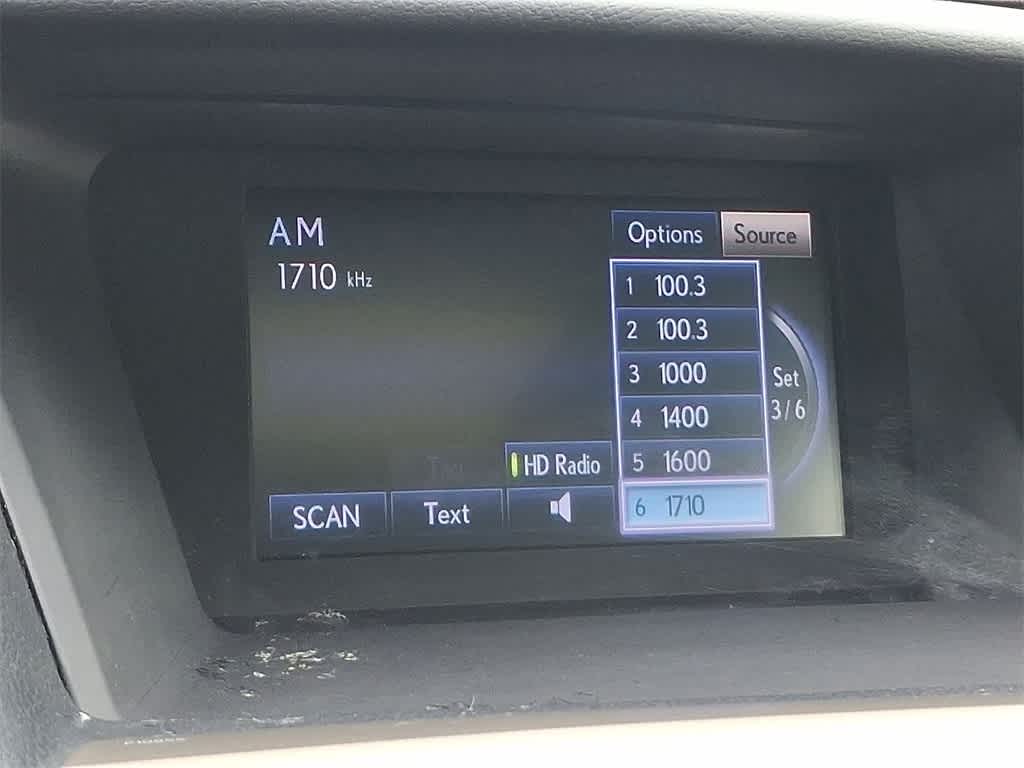 AM
1710 kHz
Options
Source
1 100.3
2 100.3
3 1000
4 1400
5 1600
6 1710
Set
3/6
HD Radio
SCAN
Text